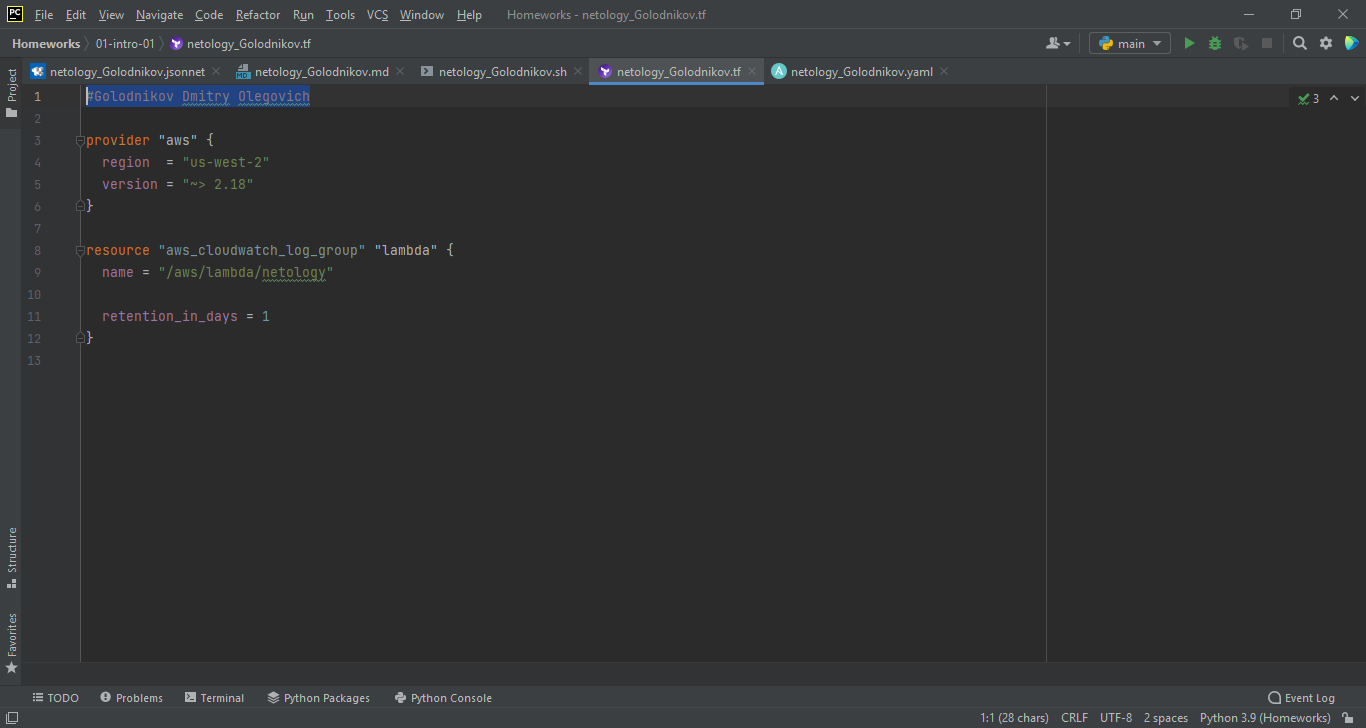 PC File Edit View Navigate Code Refactor Run Tools VCS Window Help Homeworks - netology_Golodnikov.tf
Homeworks 01-intro-01 netology_Golodnikov.tf main
netology_Golodnikov.jsonnet netology_Golodnikov.md netology_Golodnikov.sh netology_Golodnikov.tf netology_Golodnikov.yaml
Project
1 #Golodnikov Dmitry Olegovich 3
2
3 provider "aws" {
4 region = "us-west-2"
5 version = "~> 2.18"
6 }
7
8 resource "aws_cloudwatch_log_group" "lambda" {
9 name = "/aws/lambda/netology"
10
11 retention_in_days = 1
12 }
13
Structure
Favorites
TODO Problems Terminal Python Packages Python Console Event Log
1:1 (28 chars) CRLF UTF-8 2 spaces Python 3.9 (Homeworks)